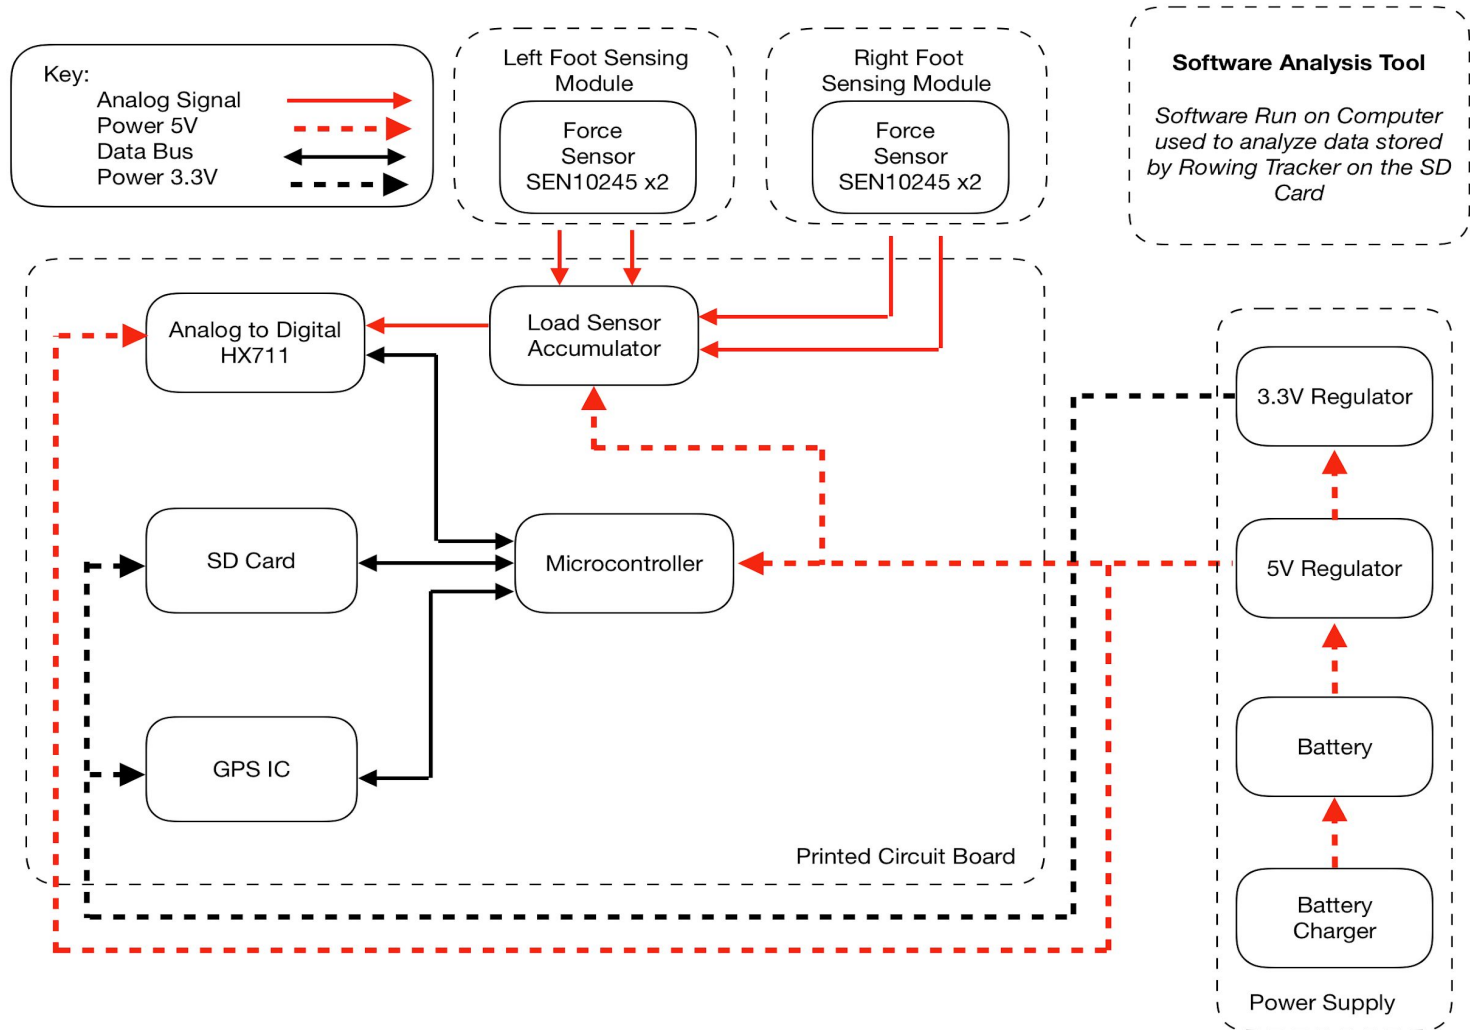 Key:
Analog Signal
Power 5V
Data Bus
Power 3.3V
Left Foot Sensing
Module
Force
Sensor
SEN10245 x2
Right Foot
Sensing Module
Force
Sensor
SEN10245 x2
Software Analysis Tool
Software Run on Computer
used to analyze data stored
by Rowing Tracker on the SD
Card
Analog to Digital
HX711
Load Sensor
Accumulator
SD Card
Microcontroller
GPS IC
Printed Circuit Board
3.3V Regulator
5V Regulator
Battery
Battery
Charger
Power Supply